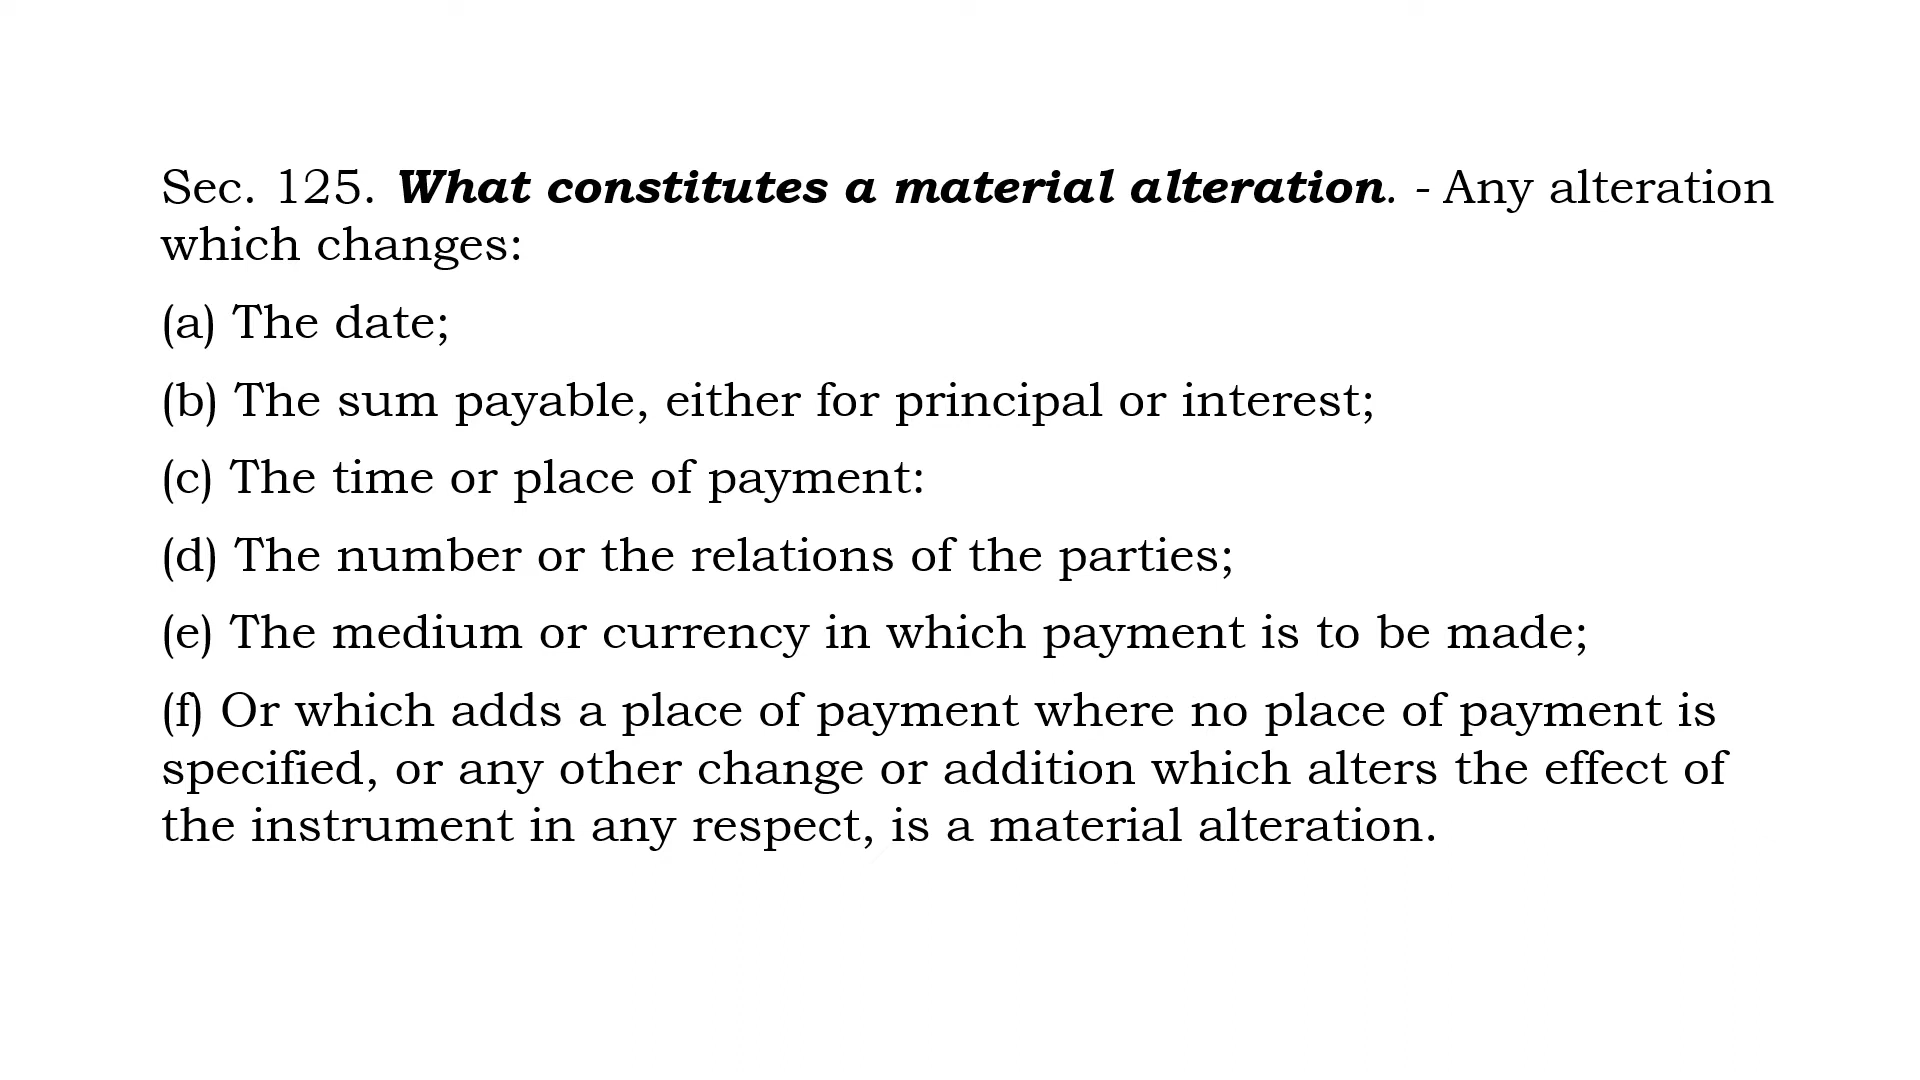 Sec. 125. What constitutes a material alteration. - Any alteration
which changes:
(a) The date;
(b) The sum payable, either for principal or interest;
(c) The time or place of payment:
(d) The number or the relations of the parties;
(e) The medium or currency in which payment is to be made;
(f) Or which adds a place of payment where no place of payment is
specified, or any other change or addition which alters the effect of
the instrument in any respect, is a material alteration.